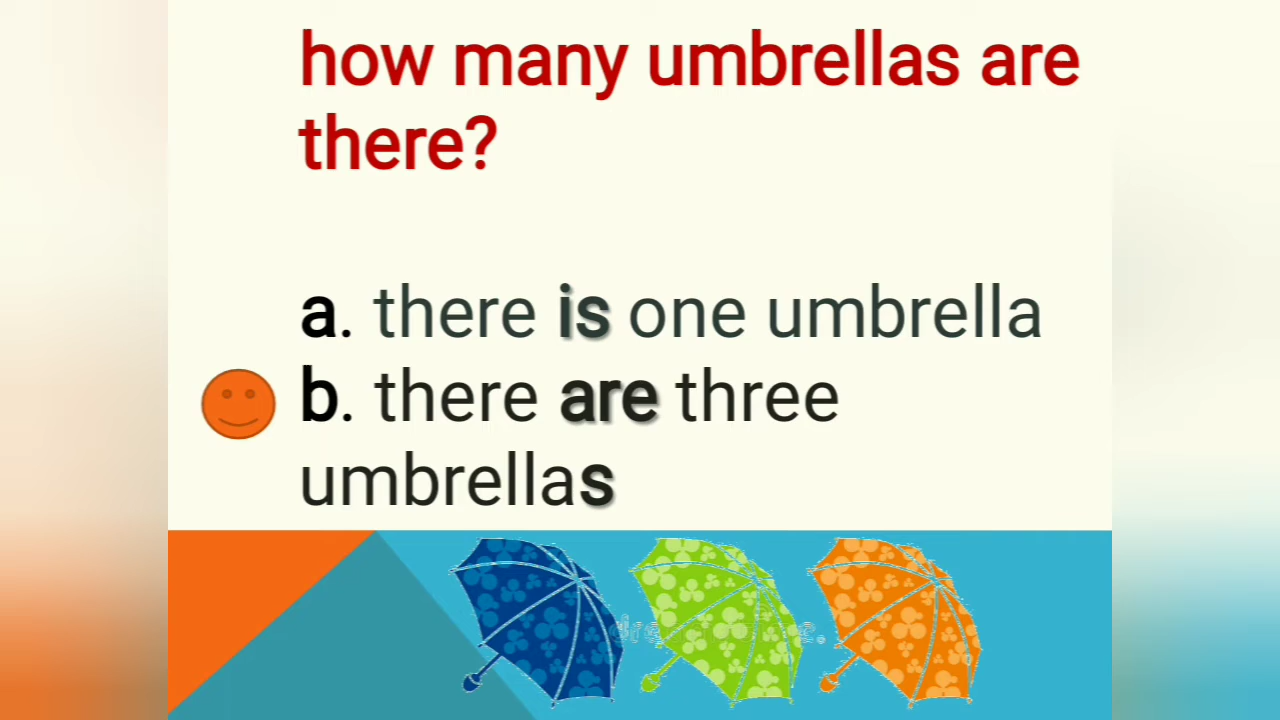 how many umbrellas are
there?
a. there is one umbrella
b. there are three
umbrellas